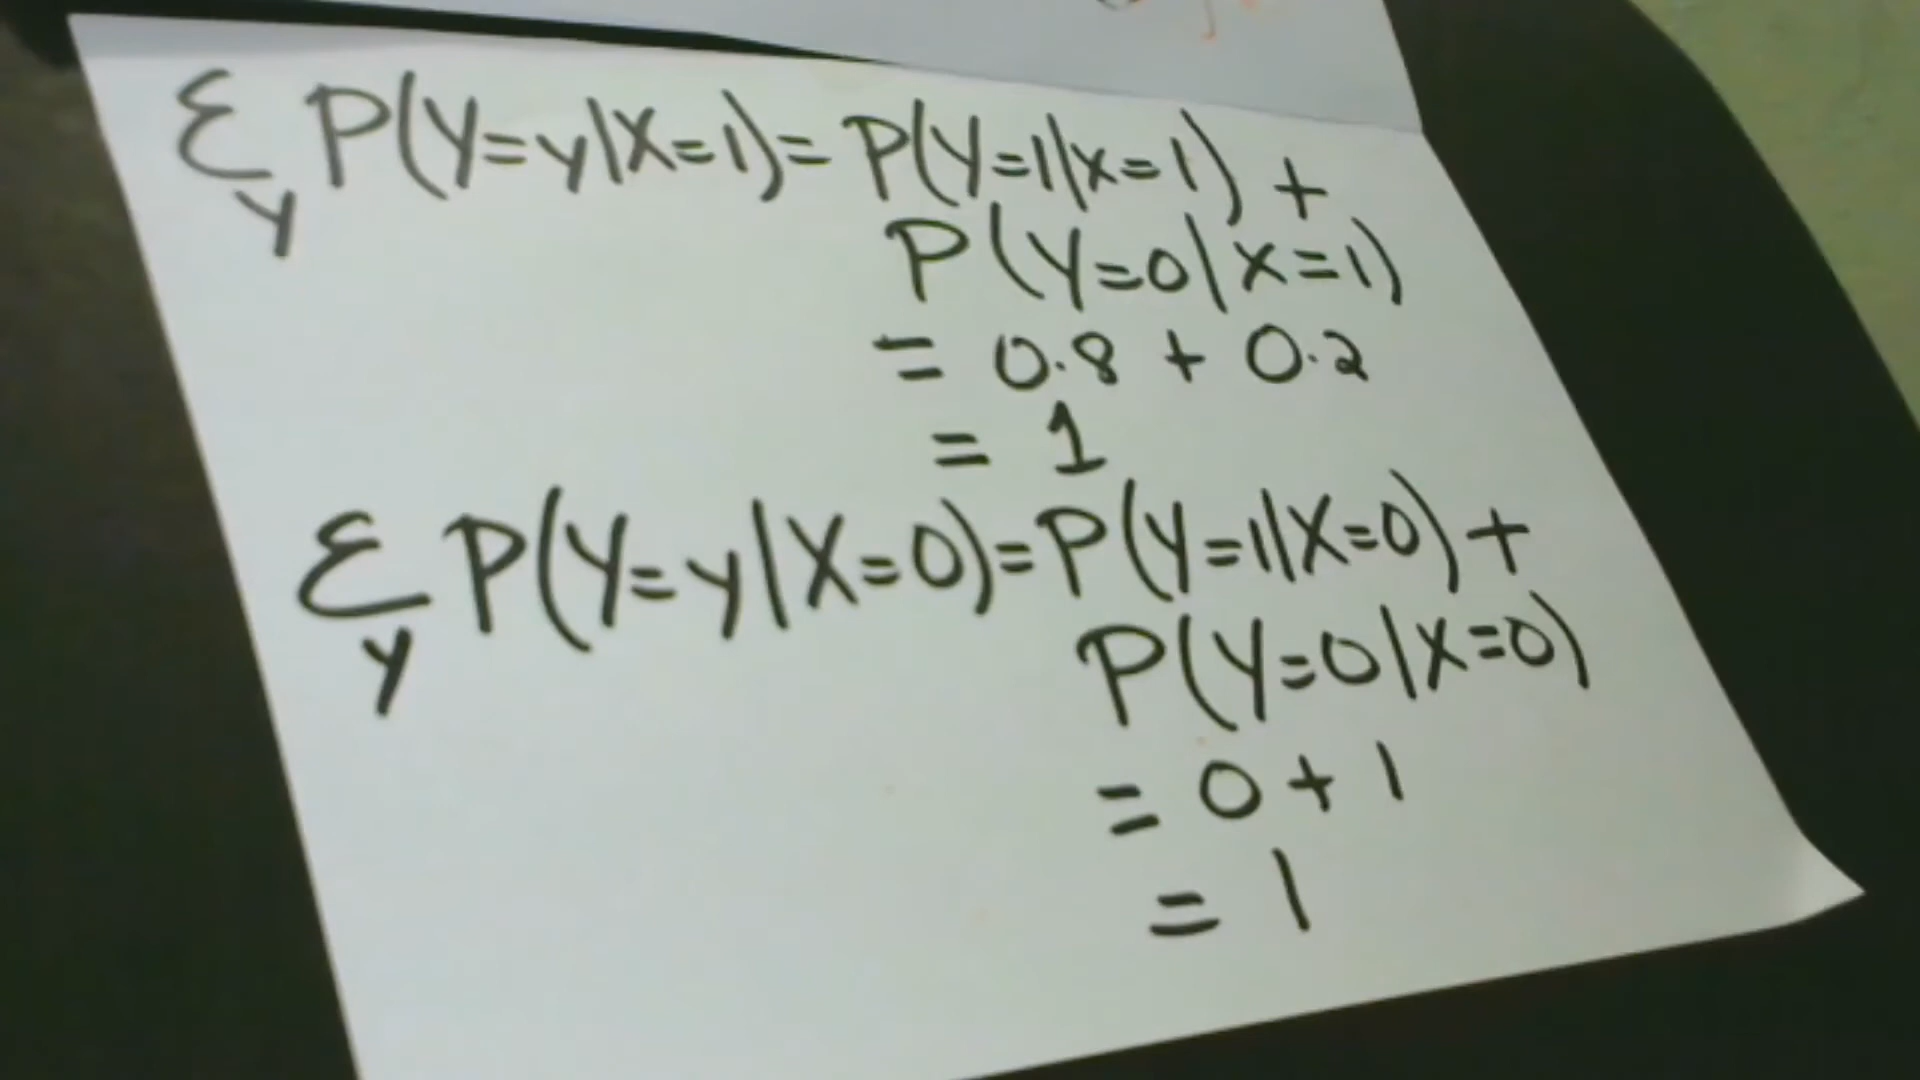 Σ P(Y=y|X=1) = P(Y=1|X=1) +
y
P(Y=0|X=1)
= 0.8 + 0.2
= 1
Σ P(Y=y|X=0) = P(Y=1|X=0) +
y
P(Y=0|X=0)
= 0 + 1
= 1